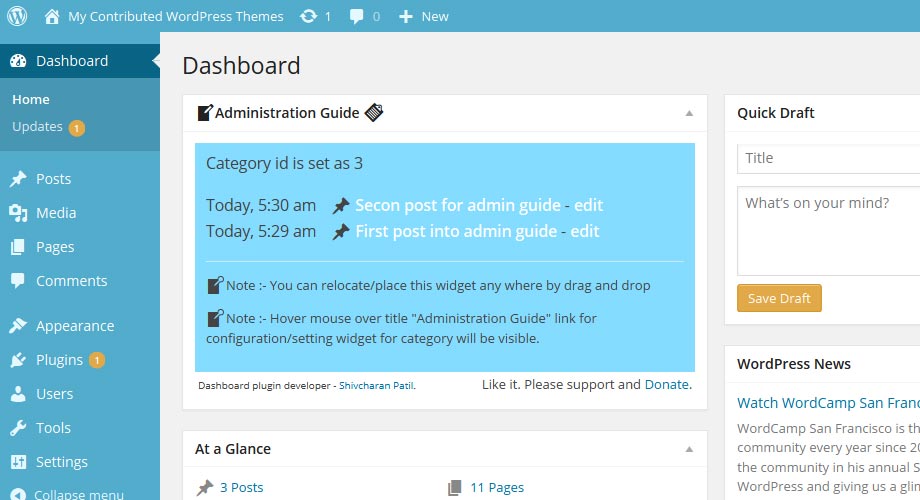 My Contributed WordPress Themes 1 0 New
Dashboard
Home
Updates 1
Posts
Media
Pages
Comments
Appearance
Plugins 1
Users
Tools
Settings
Collapse menu
Dashboard
Administration Guide
Category id is set as 3
Today, 5:30 am Secon post for admin guide - edit
Today, 5:29 am First post into admin guide - edit
Note :- You can relocate/place this widget any where by drag and drop
Note :- Hover mouse over title "Administration Guide" link for
configuration/setting widget for category will be visible.
Dashboard plugin developer - Shivcharan Patil. Like it. Please support and Donate.
At a Glance
3 Posts 11 Pages
Quick Draft
Title
What's on your mind?
Save Draft
WordPress News
Watch WordCamp San Franc
WordCamp San Francisco is th
community every year since 20
the community in his annual S
WordPress and giving us a glim